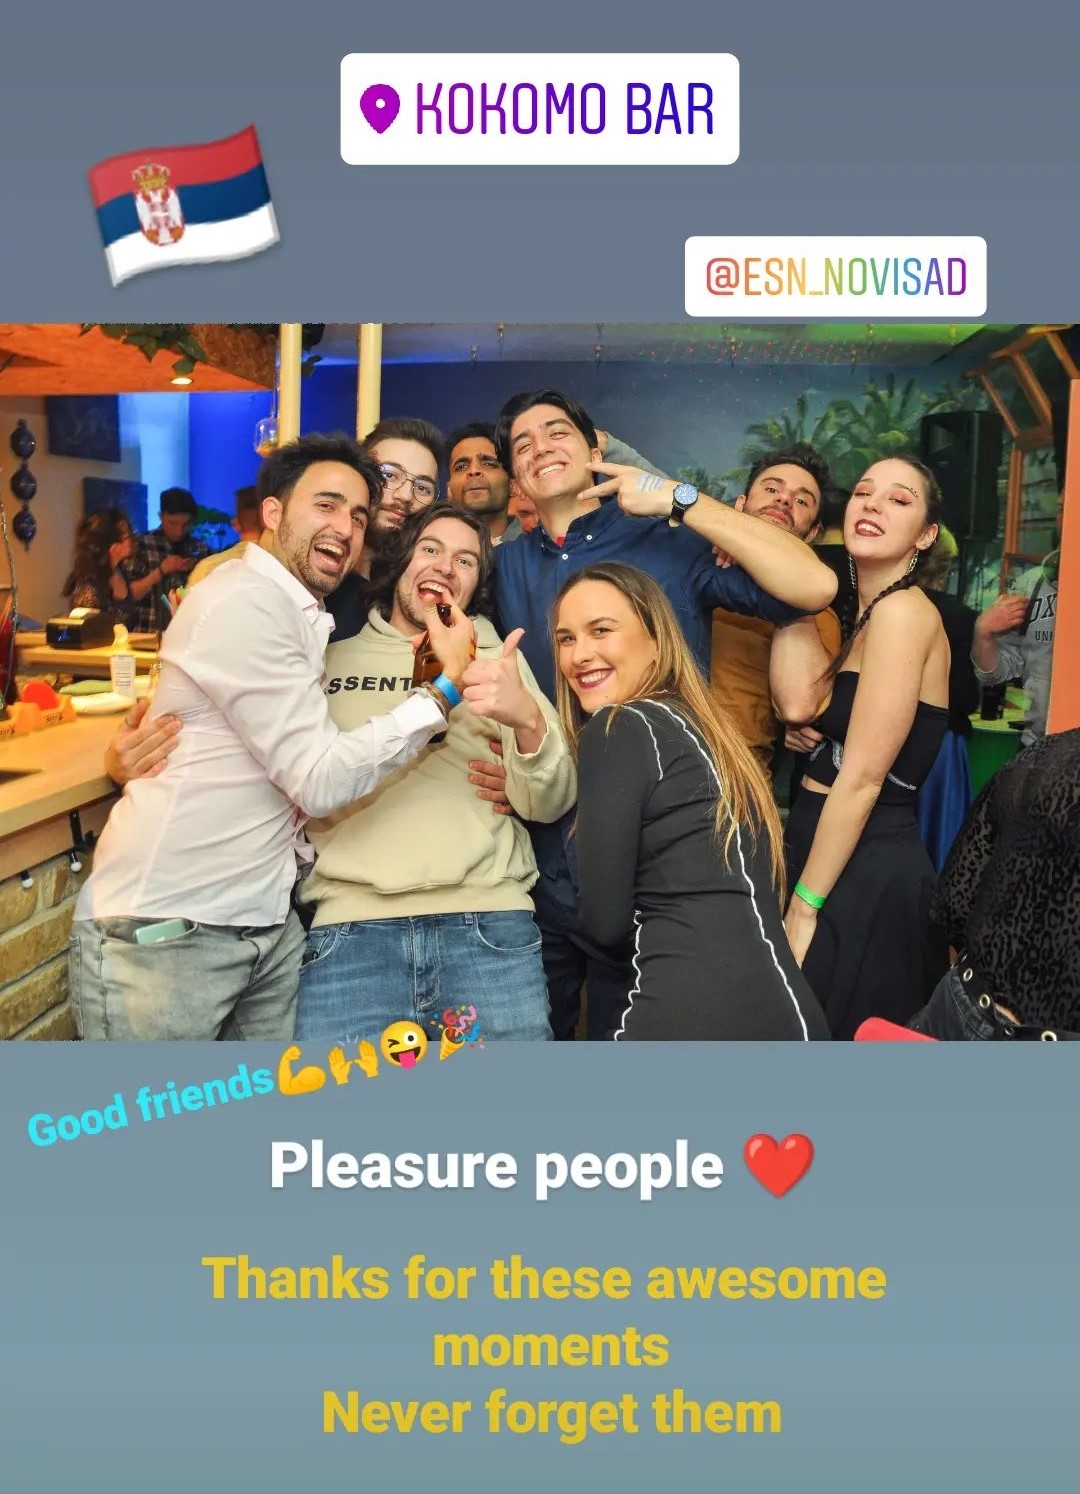 KOKOMO BAR
@ESN_NOVISAD
SSENT
Good friends💪🙌😜🎉
Pleasure people ❤️
Thanks for these awesome
moments
Never forget them